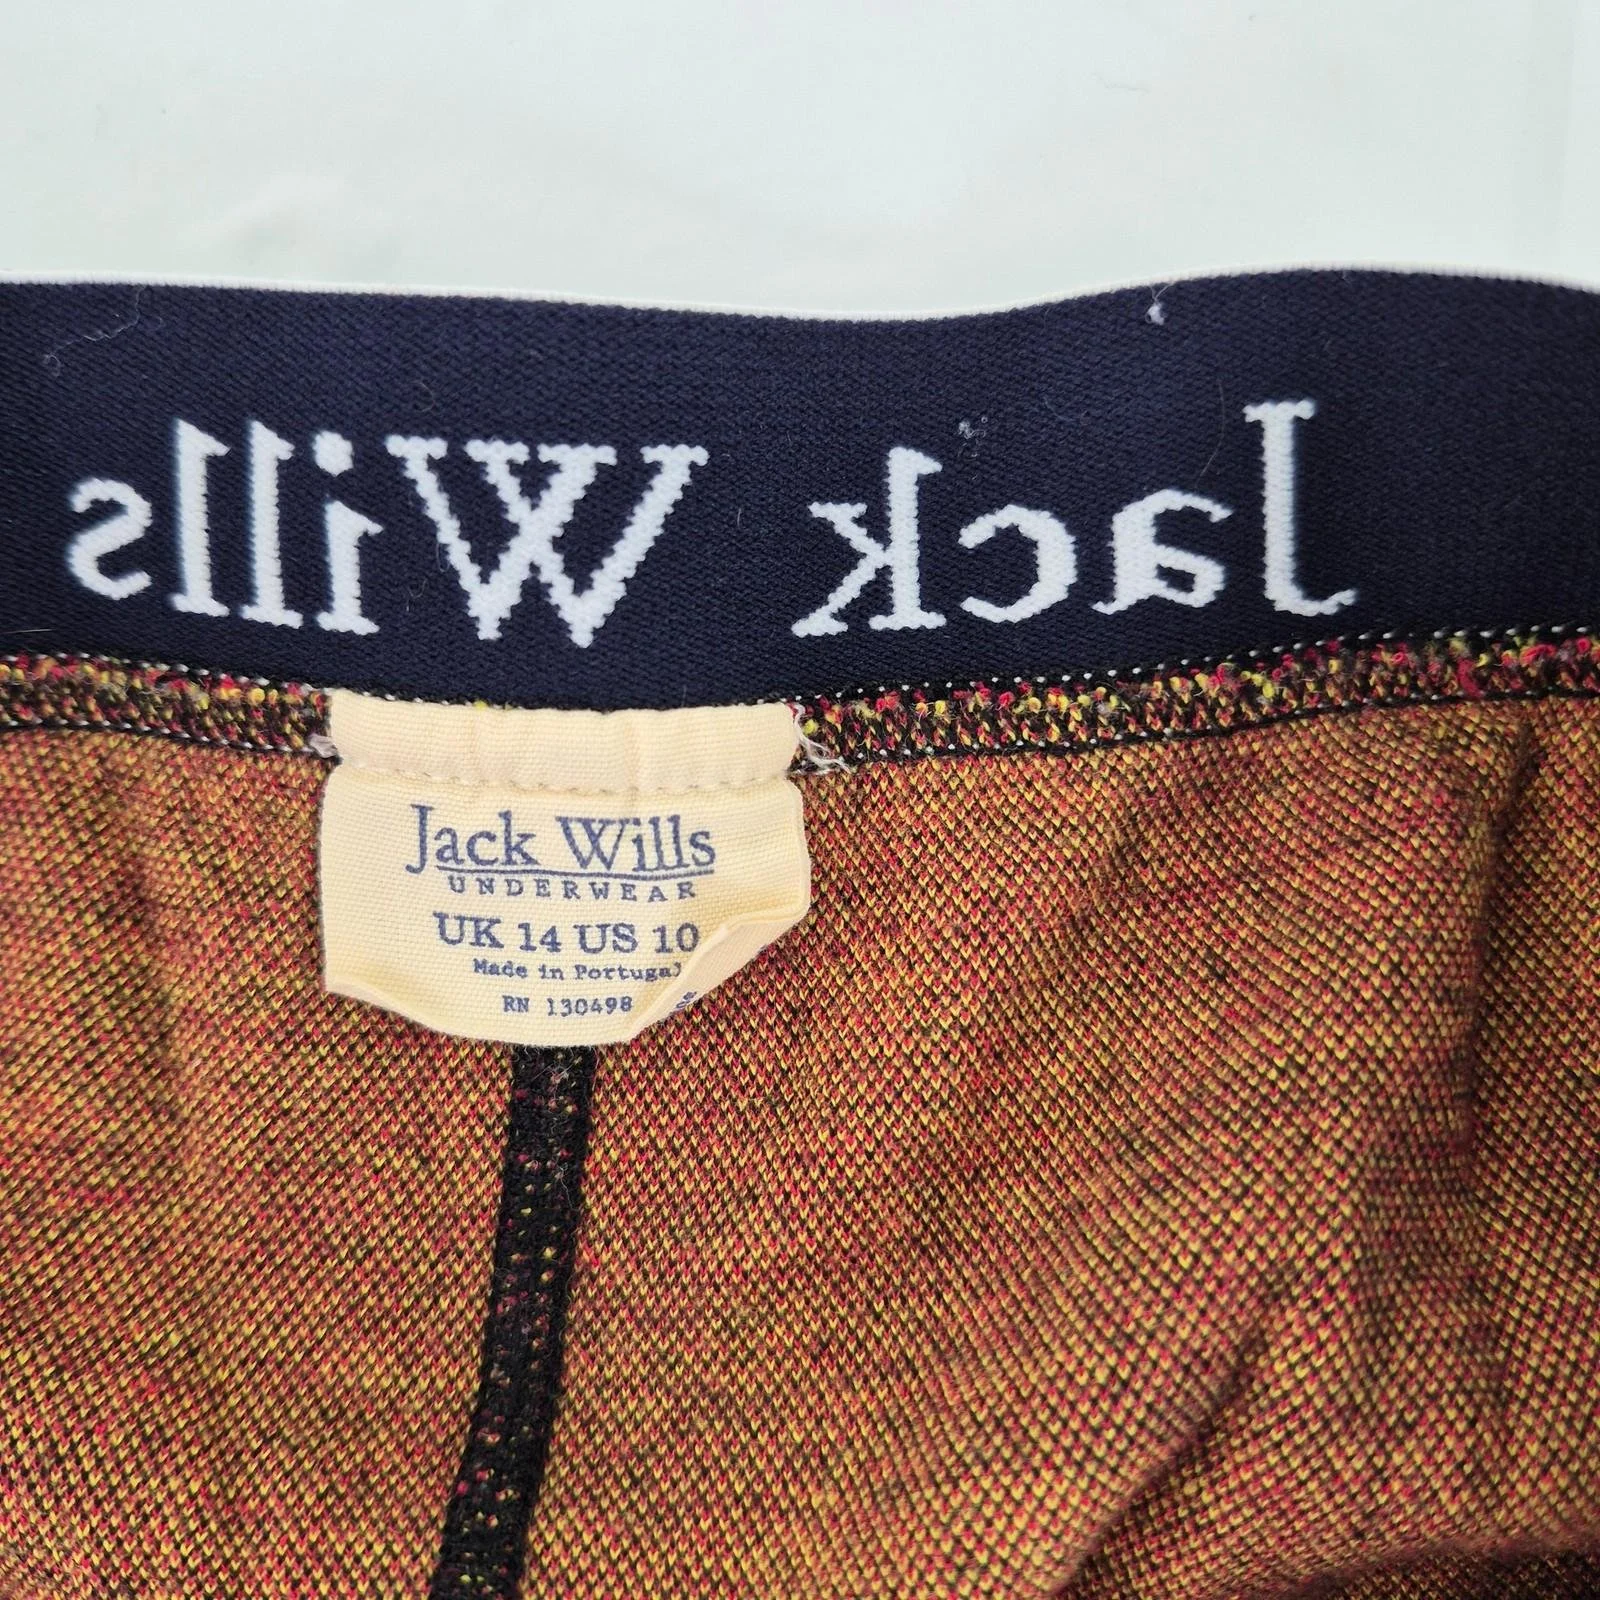 Jack Wills
Jack Wills
UNDERWEAR
UK 14 US 10
Made in Portugal
RN 130498